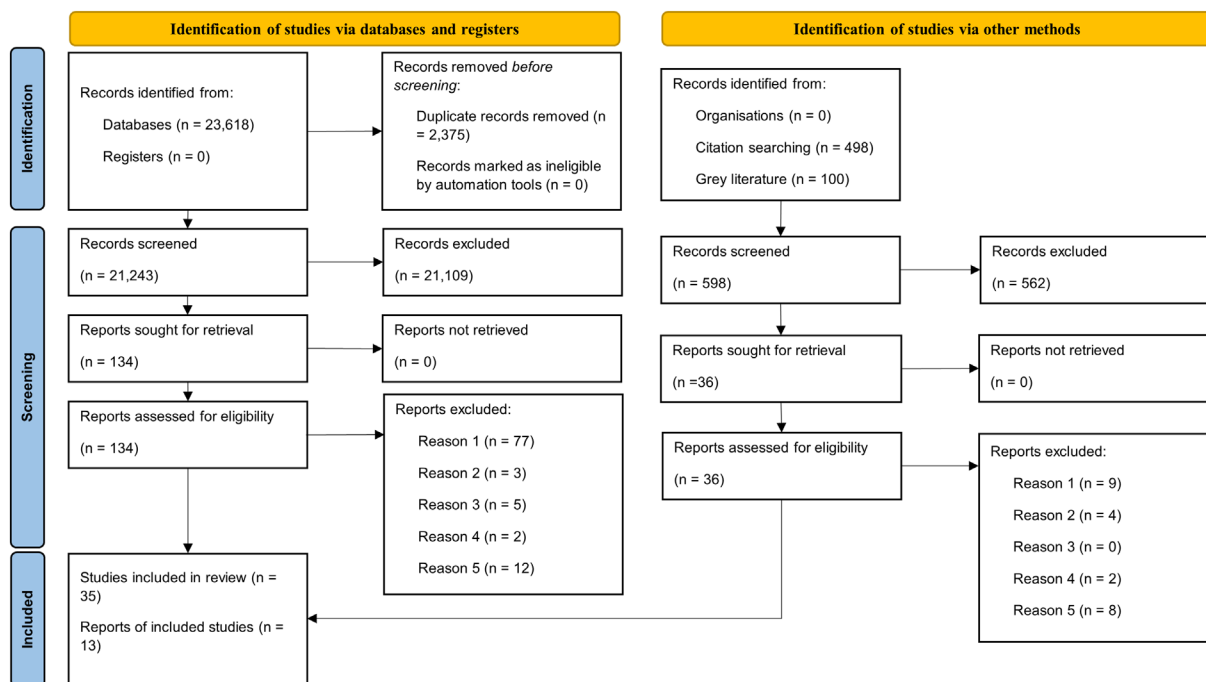 Identification of studies via databases and registers
Identification of studies via other methods
Identification
Records identified from:
Databases (n = 23,618)
Registers (n = 0)
Records removed before
screening:
Duplicate records removed (n
= 2,375)
Records marked as ineligible
by automation tools (n = 0)
Records identified from:
Organisations (n = 0)
Citation searching (n = 498)
Grey literature (n = 100)
Screening
Records screened
(n = 21,243)
Records excluded
(n = 21,109)
Records screened
(n = 598)
Records excluded
(n = 562)
Reports sought for retrieval
(n = 134)
Reports not retrieved
(n = 0)
Reports sought for retrieval
(n =36)
Reports not retrieved
(n = 0)
Reports assessed for eligibility
(n = 134)
Reports excluded:
Reason 1 (n = 77)
Reason 2 (n = 3)
Reason 3 (n = 5)
Reason 4 (n = 2)
Reason 5 (n = 12)
Reports assessed for eligibility
(n = 36)
Reports excluded:
Reason 1 (n = 9)
Reason 2 (n = 4)
Reason 3 (n = 0)
Reason 4 (n = 2)
Reason 5 (n = 8)
Included
Studies included in review (n =
35)
Reports of included studies (n =
13)